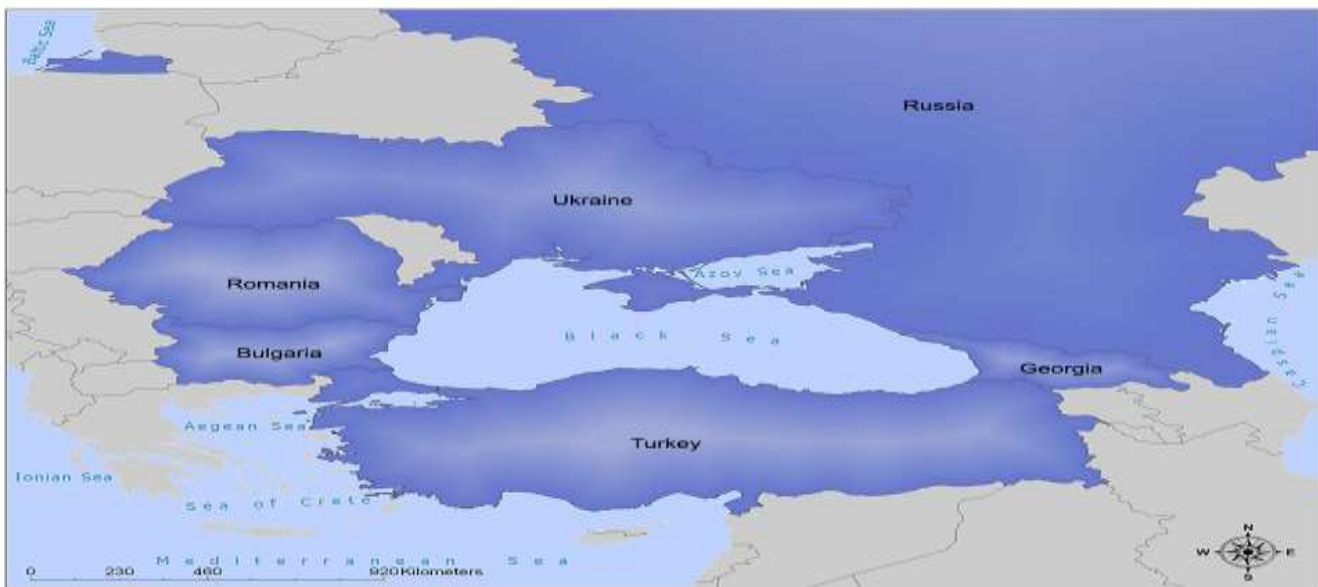 Baltic Sea
Russia
Ukraine
Azov Sea
Romania
Caspian Sea
Black Sea
Bulgaria
Georgia
Aegean Sea
Turkey
Ionian Sea
Sea of Crete
N
W E
S
Mediterranean Sea
0 230 460 920 Kilometers